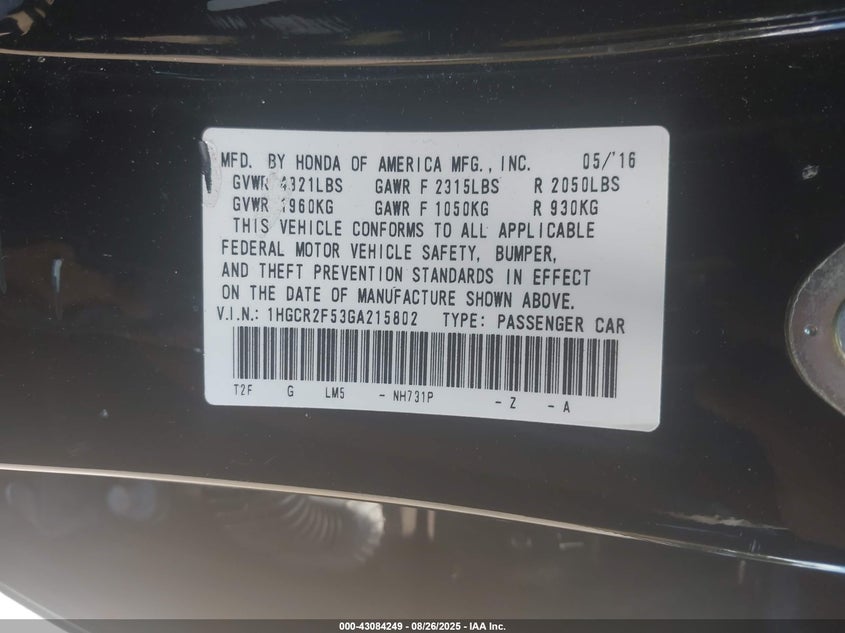 MFD. BY HONDA OF AMERICA MFG., INC. 05/'16
GVWR 4321LBS GAWR F 2315LBS R 2050LBS
GVWR 1960KG GAWR F 1050KG R 930KG
THIS VEHICLE CONFORMS TO ALL APPLICABLE
FEDERAL MOTOR VEHICLE SAFETY, BUMPER,
AND THEFT PREVENTION STANDARDS IN EFFECT
ON THE DATE OF MANUFACTURE SHOWN ABOVE.
V.I.N.: 1HGCR2F53GA215802 TYPE: PASSENGER CAR
T2F G LM5 - NH731P - Z - A
000-43084249 - 08/26/2025 - IAA Inc.